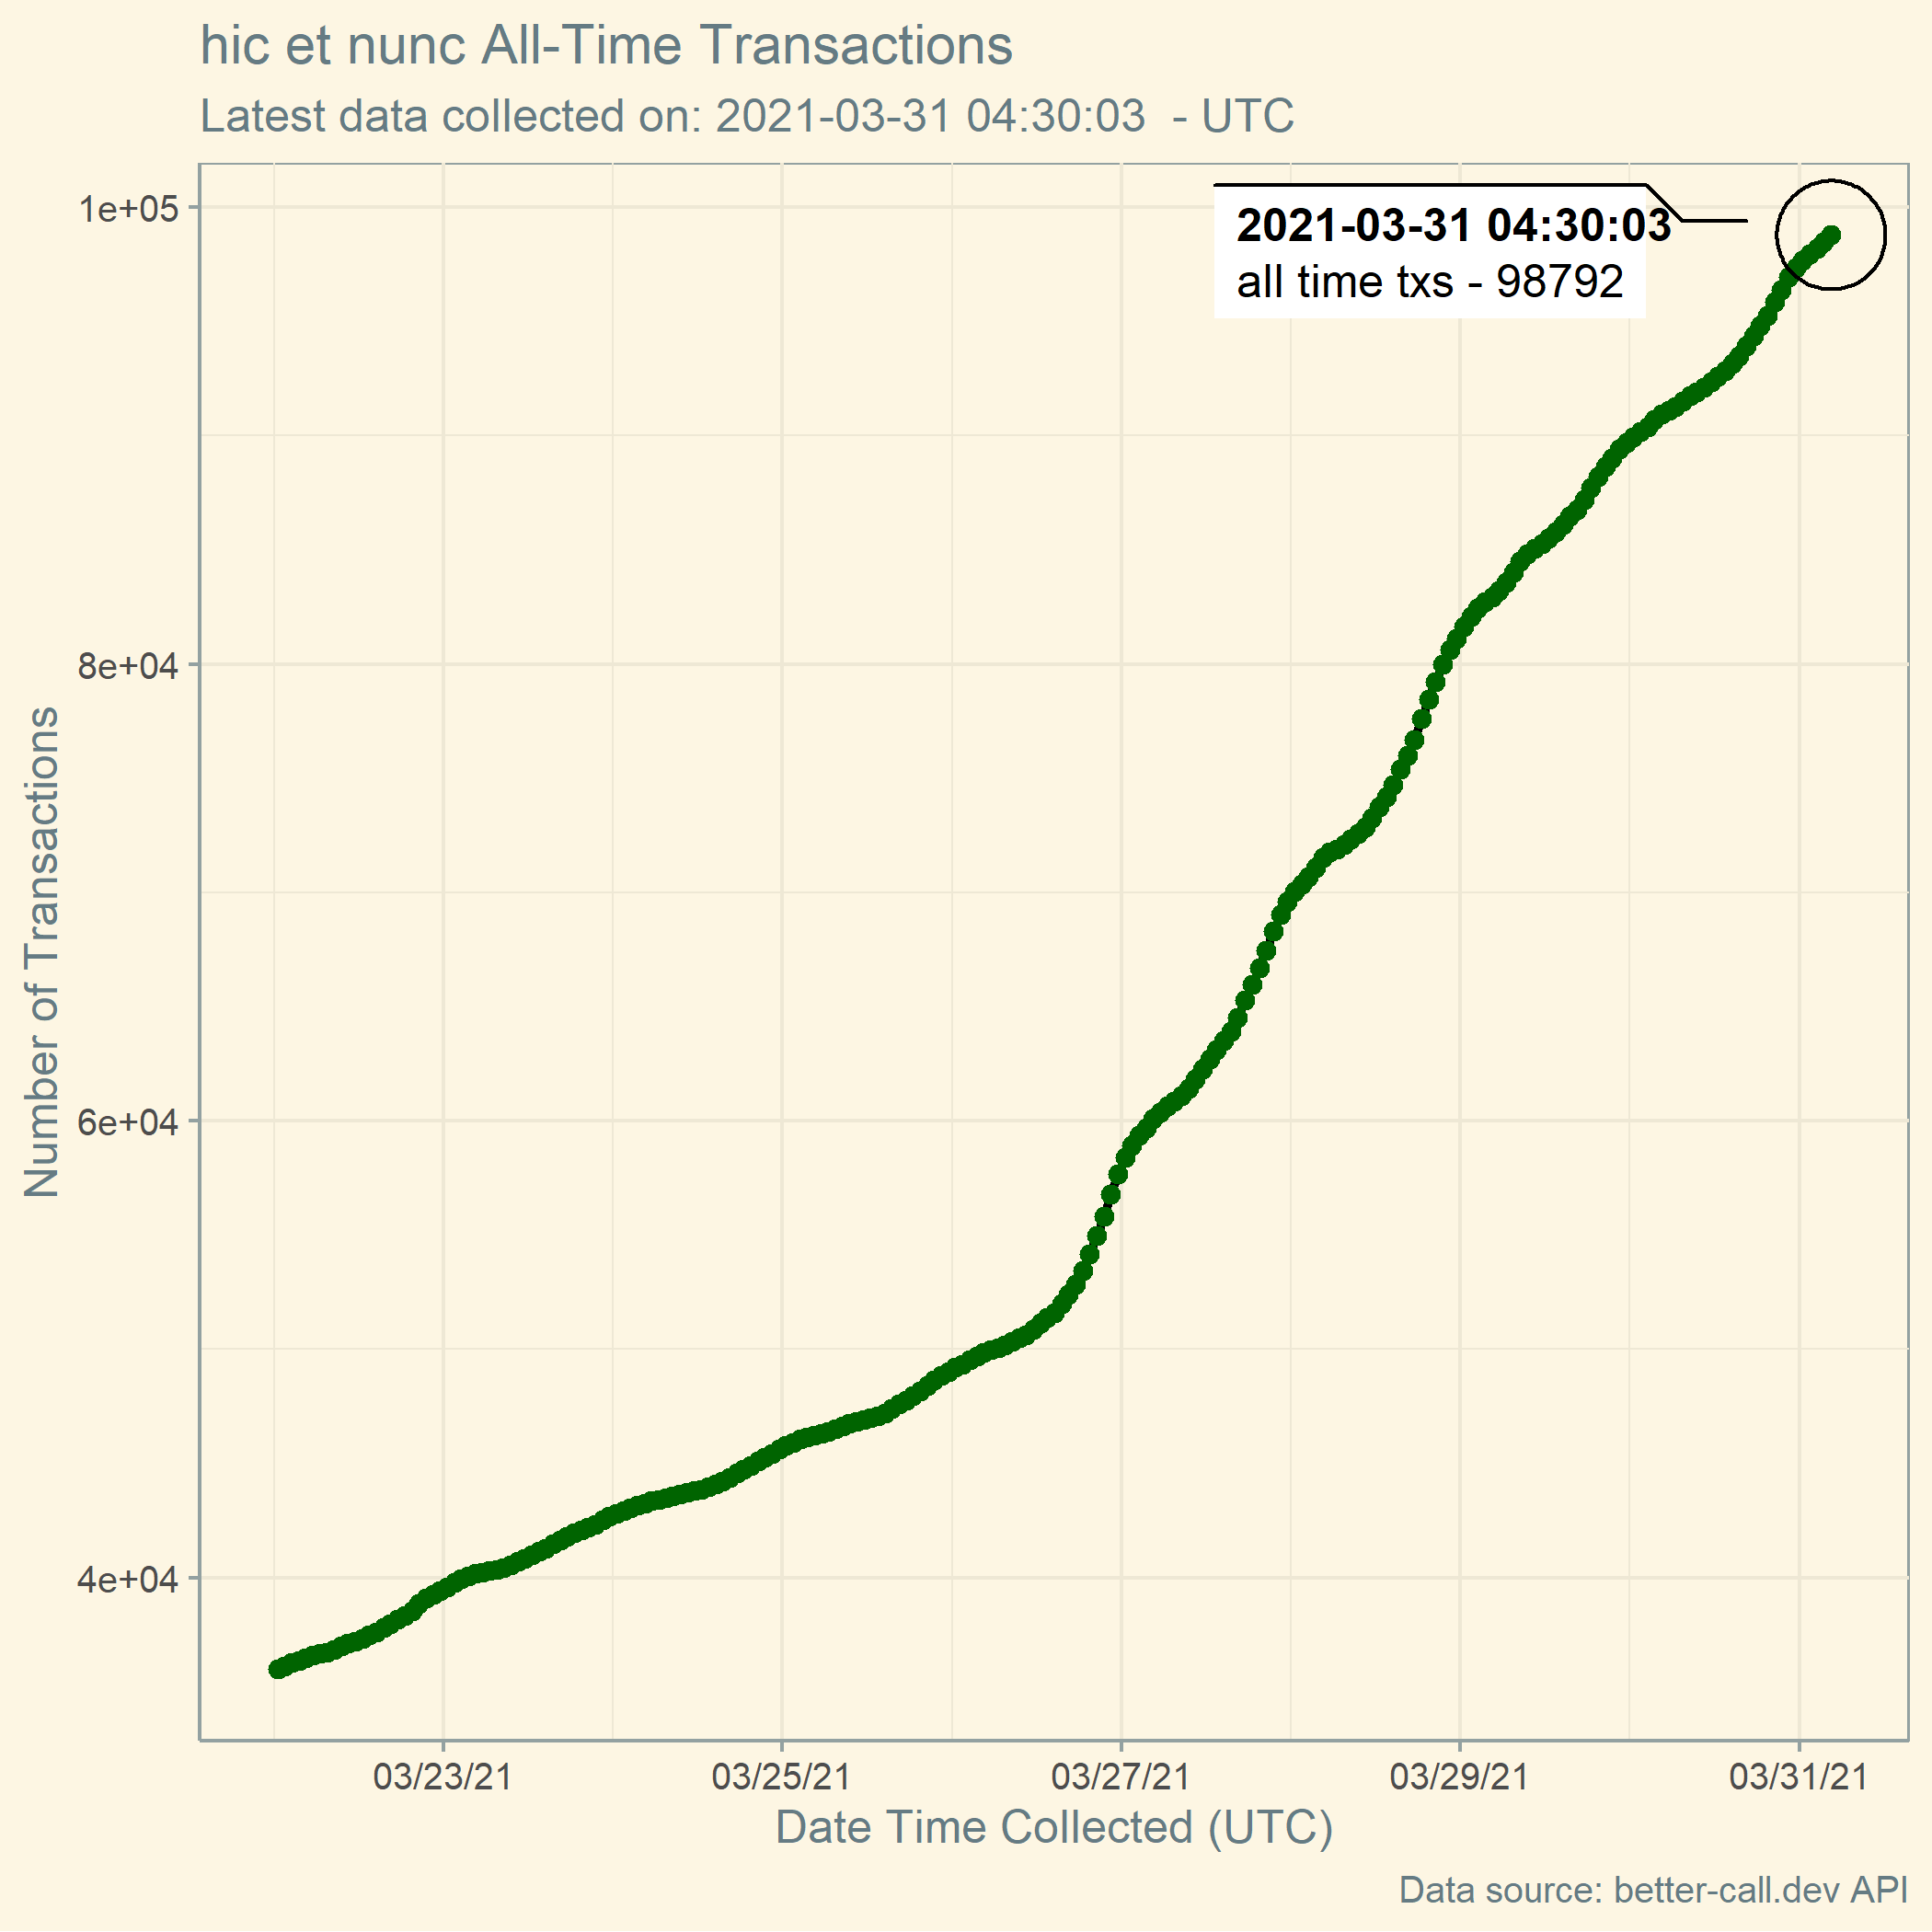 hic et nunc All-Time Transactions
Latest data collected on: 2021-03-31 04:30:03  - UTC
2021-03-31 04:30:03
all time txs - 98792
Number of Transactions
1e+05
8e+04
6e+04
4e+04
03/23/21 03/25/21 03/27/21 03/29/21 03/31/21
Date Time Collected (UTC)
Data source: better-call.dev API